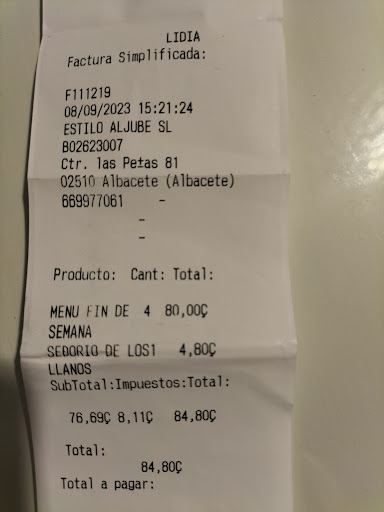 LIDIA
Factura Simplificada:
F111219
08/09/2023 15:21:24
ESTILO ALJUBE SL
B02623007
Ctr. las Peñas 81
02510 Albacete (Albacete)
669977061 -
-
-
Producto: Cant: Total:
MENU FIN DE 4 80,00Ç
SEMANA
SEÑORIO DE LOS1 4,80Ç
LLANOS
SubTotal:Impuestos:Total:
76,69Ç 8,11Ç 84,80Ç
Total:
84,80Ç
Total a pagar: